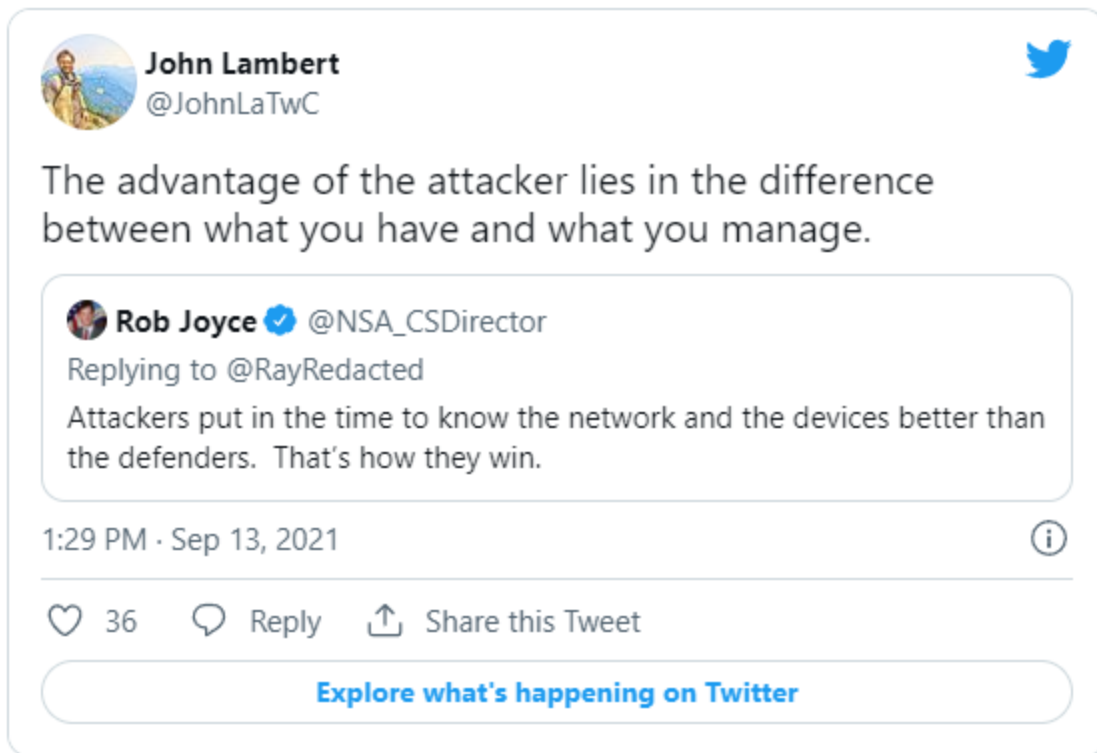 John Lambert
@JohnLaTwC
The advantage of the attacker lies in the difference
between what you have and what you manage.
Rob Joyce @NSA_CSDirector
Replying to @RayRedacted
Attackers put in the time to know the network and the devices better than
the defenders.  That's how they win.
1:29 PM · Sep 13, 2021
36 Reply Share this Tweet
Explore what's happening on Twitter